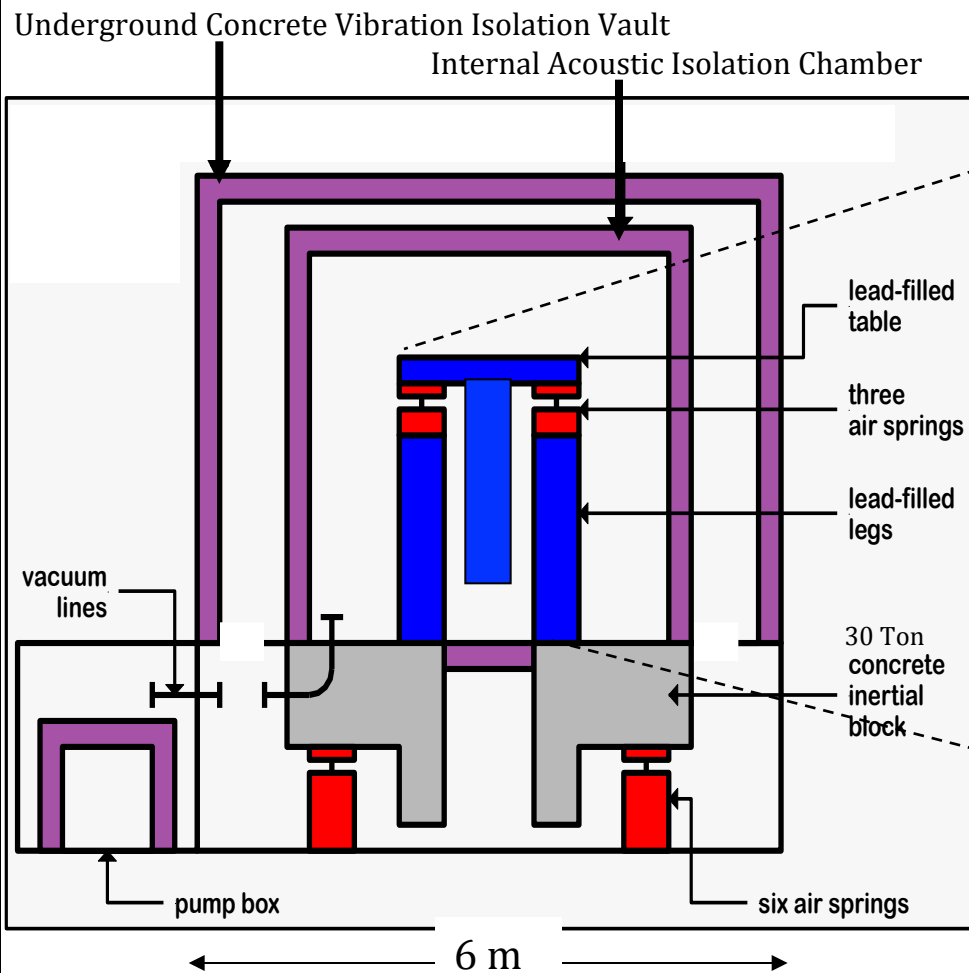 Underground Concrete Vibration Isolation Vault
Internal Acoustic Isolation Chamber
lead-filled
table
three
air springs
lead-filled
legs
vacuum
lines
30 Ton
concrete
inertial
block
pump box
six air springs
6 m